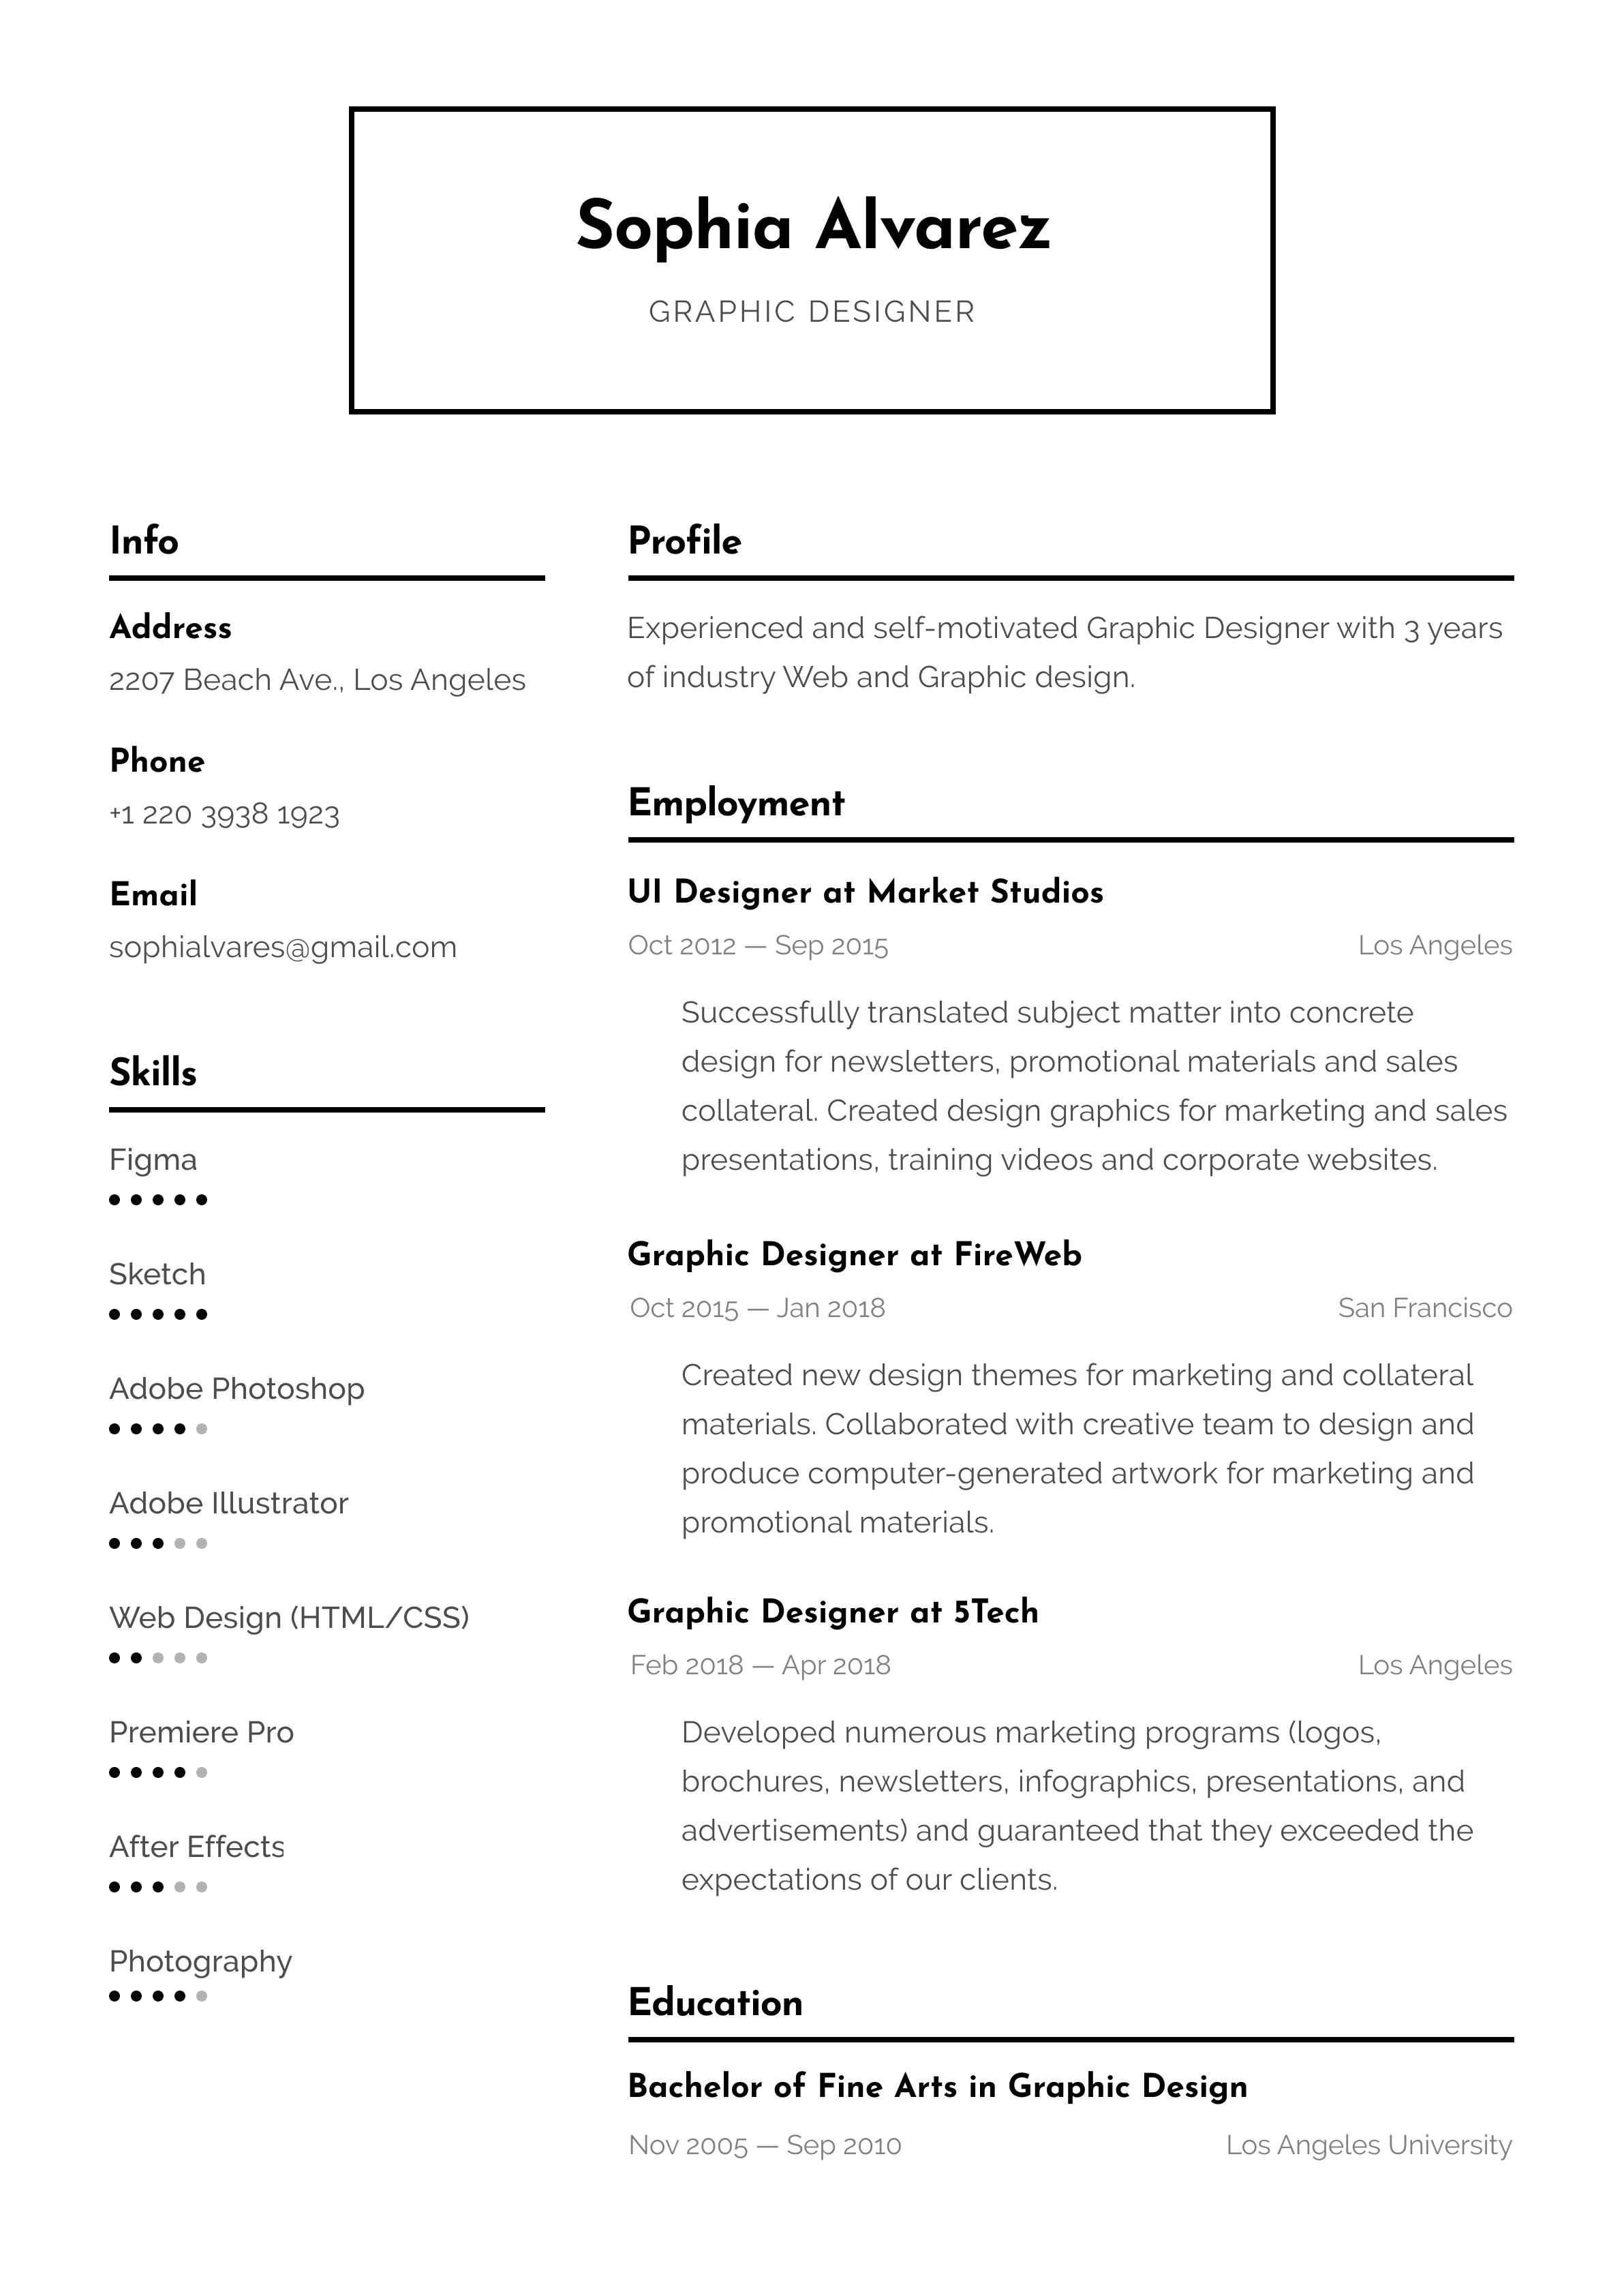 Sophia Alvarez
GRAPHIC DESIGNER
Info
Address
2207 Beach Ave., Los Angeles
Phone
+1 220 3938 1923
Email
sophialvares@gmail.com
Skills
Figma
Sketch
Adobe Photoshop
Adobe Illustrator
Web Design (HTML/CSS)
Premiere Pro
After Effects
Photography
Profile
Experienced and self-motivated Graphic Designer with 3 years
of industry Web and Graphic design.
Employment
UI Designer at Market Studios
Oct 2012 — Sep 2015 Los Angeles
Successfully translated subject matter into concrete
design for newsletters, promotional materials and sales
collateral. Created design graphics for marketing and sales
presentations, training videos and corporate websites.
Graphic Designer at FireWeb
Oct 2015 — Jan 2018 San Francisco
Created new design themes for marketing and collateral
materials. Collaborated with creative team to design and
produce computer-generated artwork for marketing and
promotional materials.
Graphic Designer at 5Tech
Feb 2018 — Apr 2018 Los Angeles
Developed numerous marketing programs (logos,
brochures, newsletters, infographics, presentations, and
advertisements) and guaranteed that they exceeded the
expectations of our clients.
Education
Bachelor of Fine Arts in Graphic Design
Nov 2005 — Sep 2010 Los Angeles University